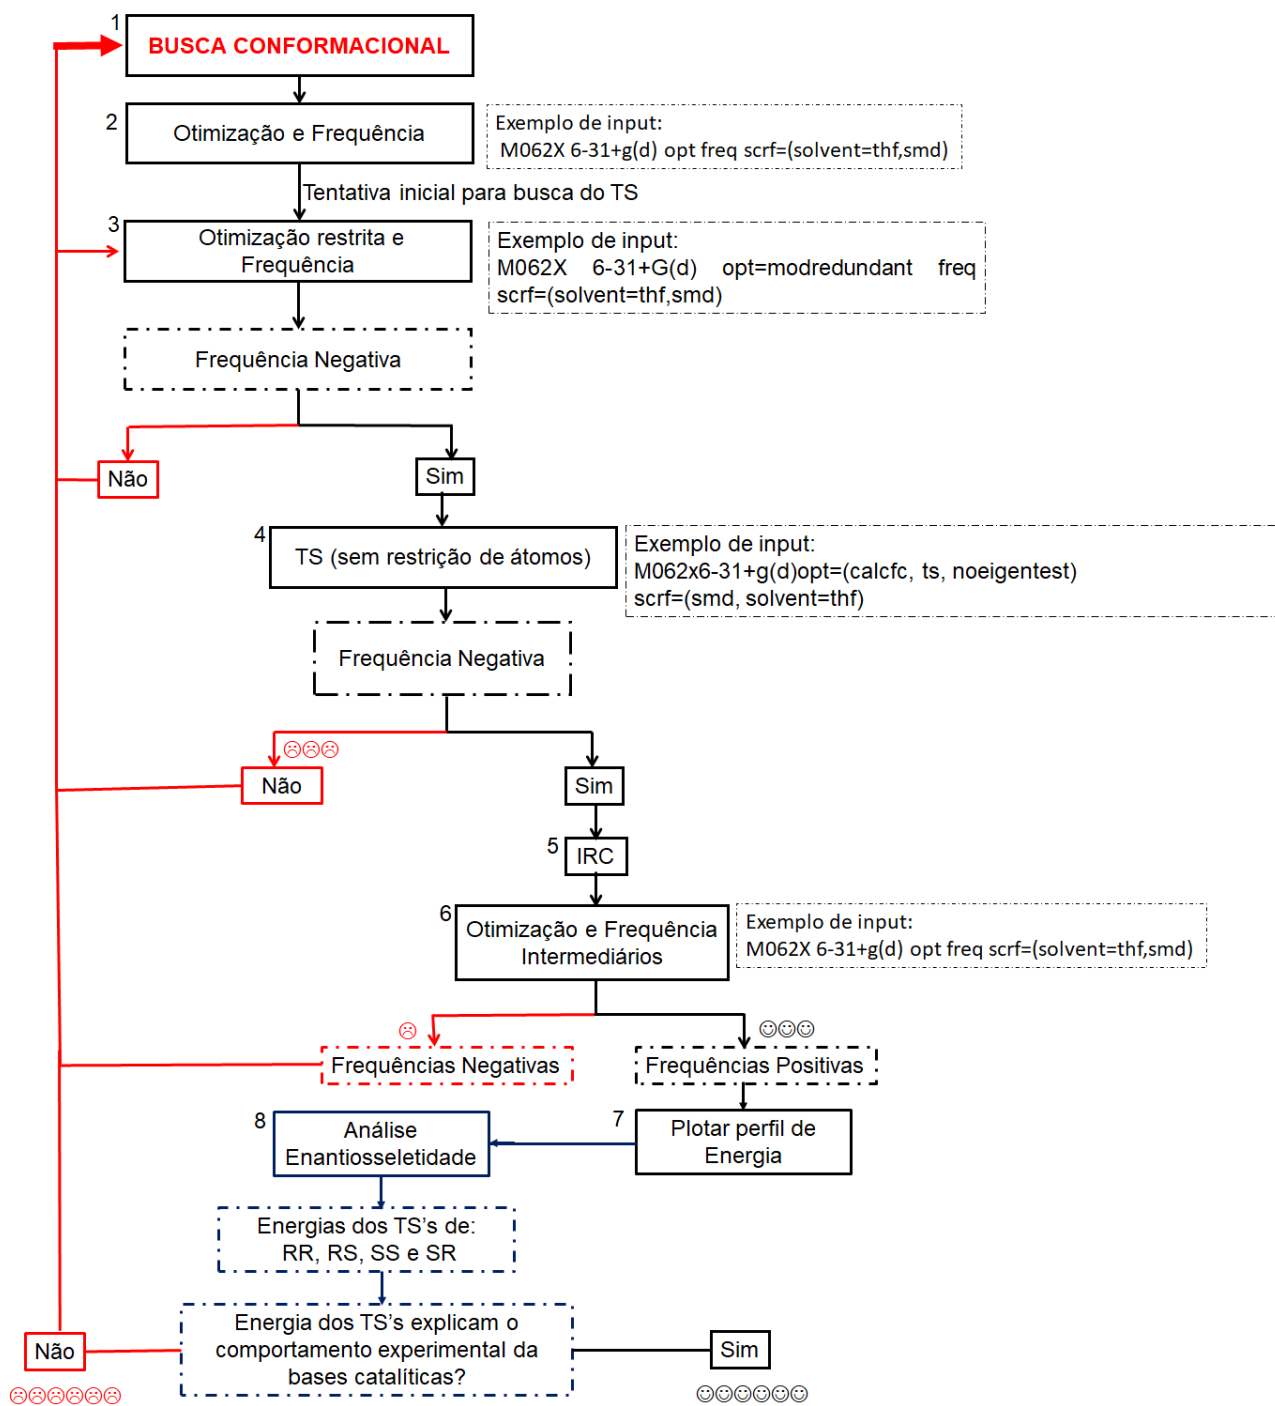 1
BUSCA CONFORMACIONAL
2
Otimização e Frequência
Exemplo de input:
M062X 6-31+g(d) opt freq scrf=(solvent=thf,smd)
Tentativa inicial para busca do TS
3
Otimização restrita e
Frequência
Exemplo de input:
M062X 6-31+G(d) opt=modredundant freq
scrf=(solvent=thf,smd)
Frequência Negativa
Não
Sim
4
TS (sem restrição de átomos)
Exemplo de input:
M062x6-31+g(d)opt=(calcfc, ts, noeigentest)
scrf=(smd, solvent=thf)
Frequência Negativa
☹☹☹
Não
Sim
5
IRC
6
Otimização e Frequência
Intermediários
Exemplo de input:
M062X 6-31+g(d) opt freq scrf=(solvent=thf,smd)
☹
☺☺☺
Frequências Negativas
Frequências Positivas
8
Análise
Enantiosseletidade
7
Plotar perfil de
Energia
Energias dos TS's de:
RR, RS, SS e SR
Energia dos TS's explicam o
comportamento experimental da
bases catalíticas?
Não
☹☹☹☹☹☹
Sim
☺☺☺☺☺☺